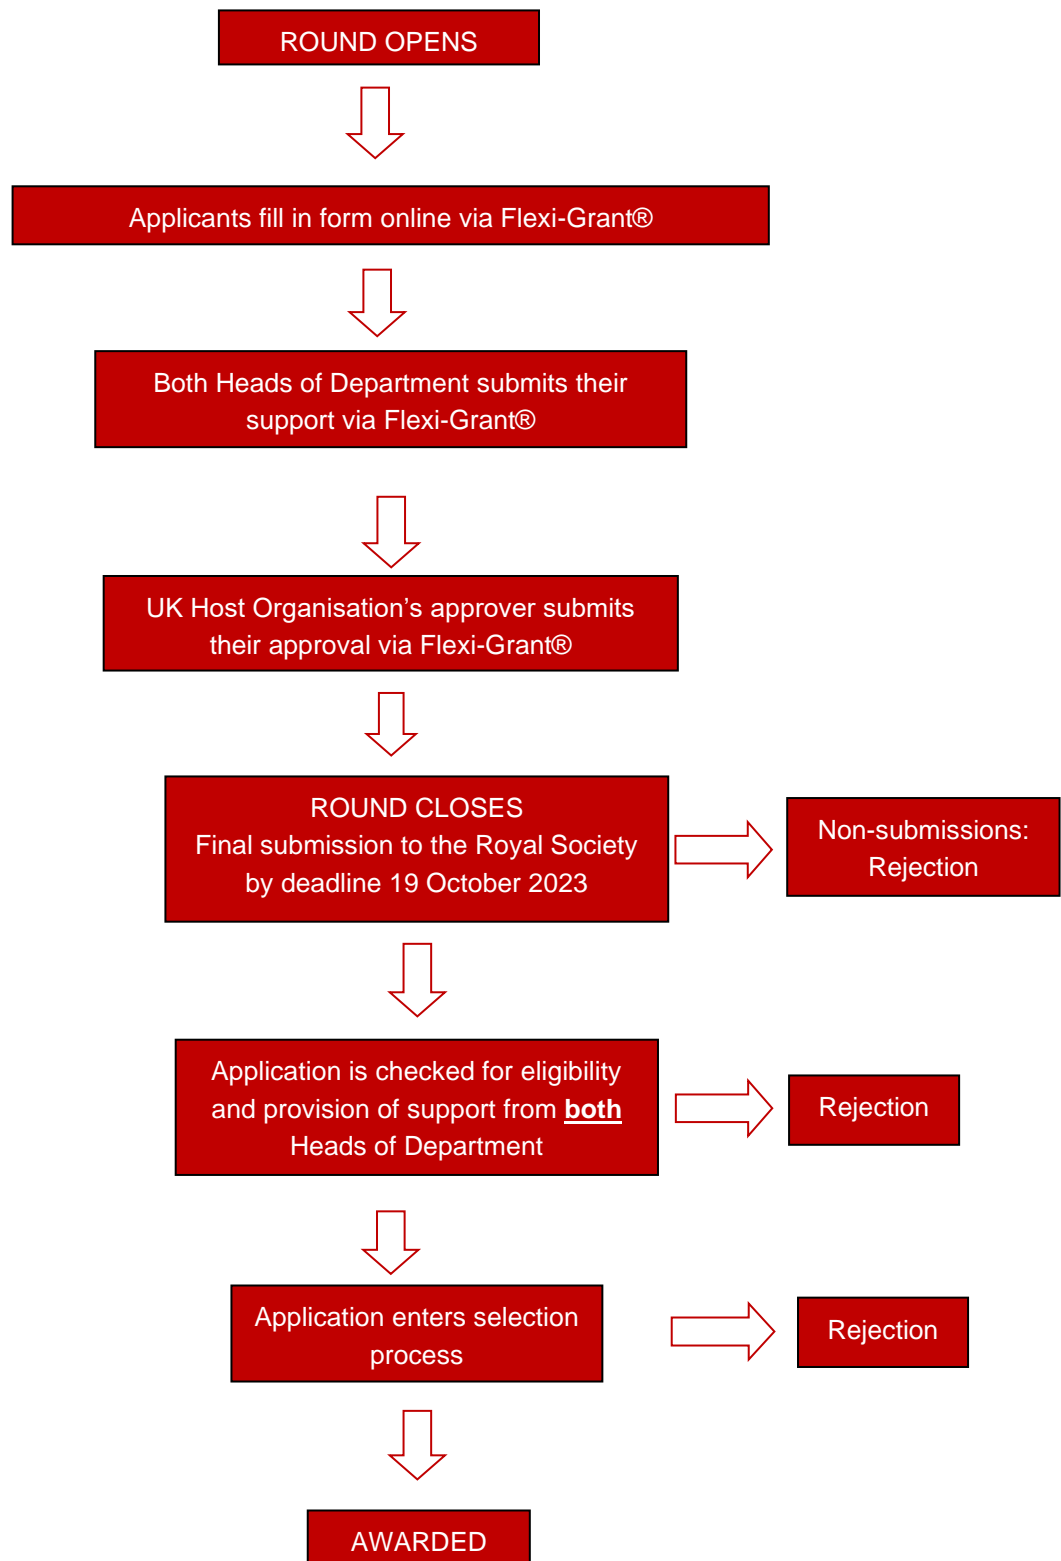 ROUND OPENS
Applicants fill in form online via Flexi-Grant®
Both Heads of Department submits their
support via Flexi-Grant®
UK Host Organisation’s approver submits
their approval via Flexi-Grant®
ROUND CLOSES
Final submission to the Royal Society
by deadline 19 October 2023
Non-submissions:
Rejection
Application is checked for eligibility
and provision of support from both
Heads of Department
Rejection
Application enters selection
process
Rejection
AWARDED